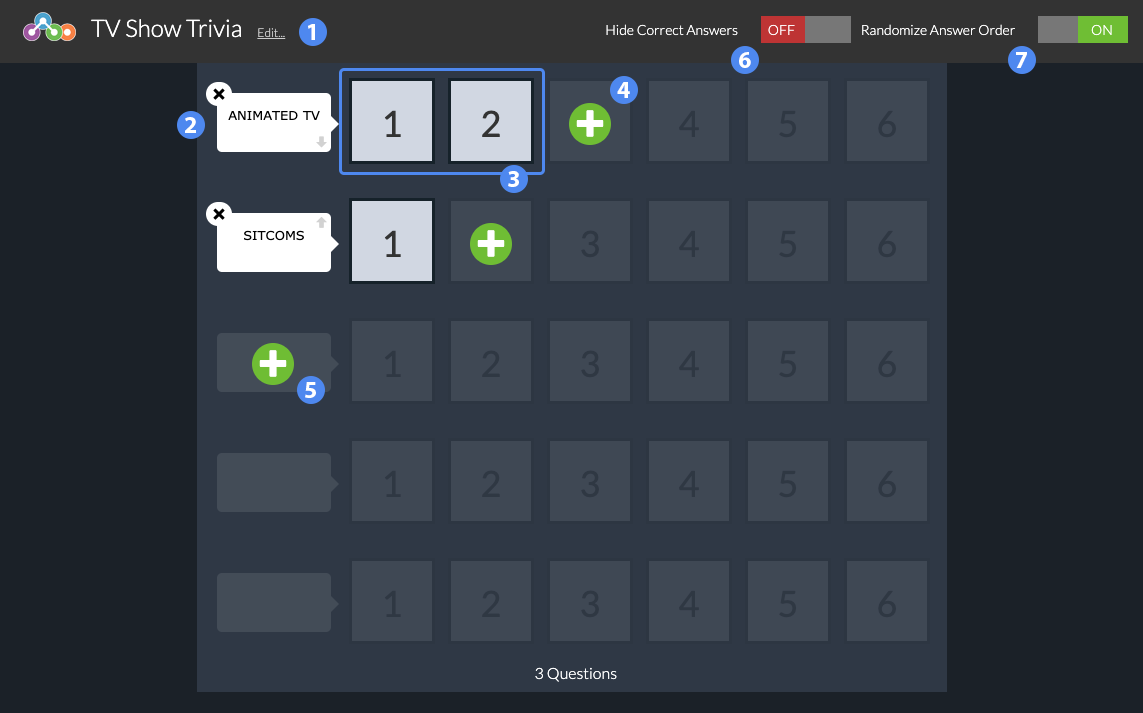 TV Show Trivia Edit... 1 Hide Correct Answers OFF Randomize Answer Order ON
6 7
4
2 ANIMATED TV 1 2 4 5 6
3
SITCOMS 1 3 4 5 6
1 2 3 4 5 6
5
1 2 3 4 5 6
1 2 3 4 5 6
3 Questions